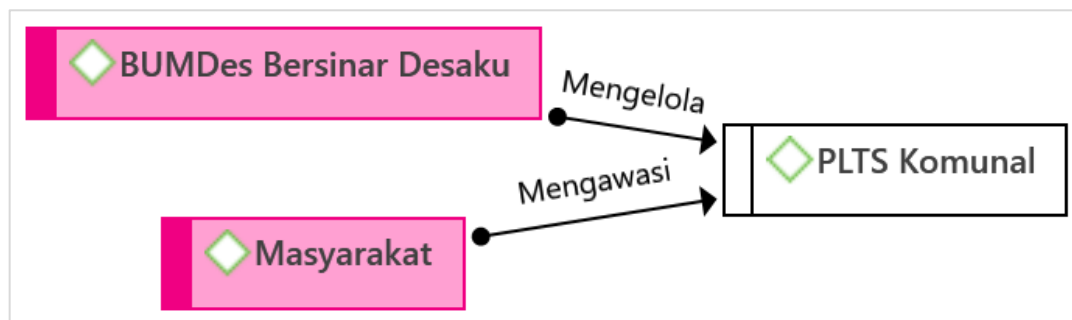 BUMDes Bersinar Desaku
Mengelola
PLTS Komunal
Mengawasi
Masyarakat